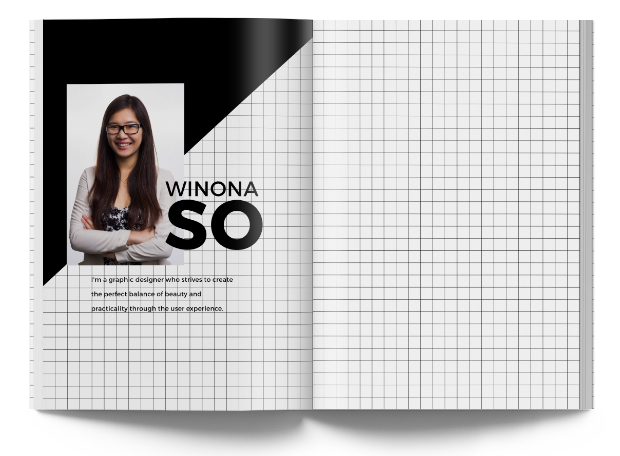 WINONA
SO
I'm a graphic designer who strives to create
the perfect balance of beauty and
practicality through the user experience.